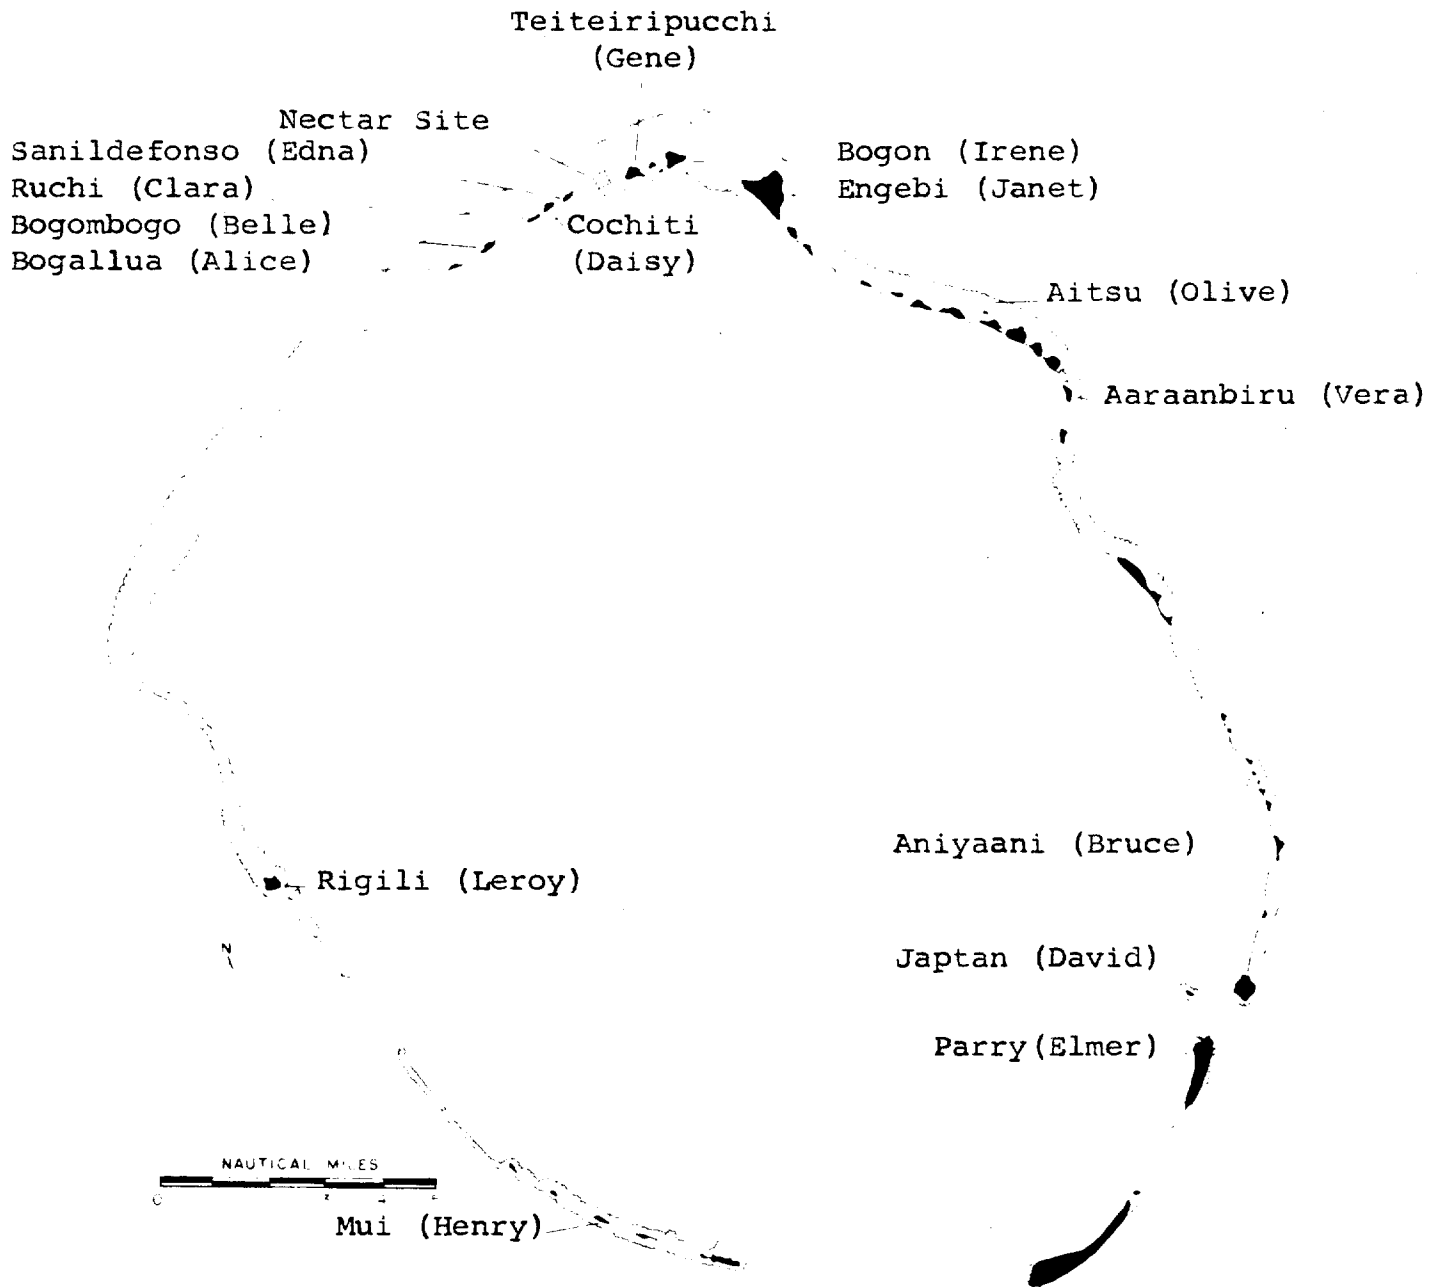 Teiteiripucchi
(Gene)
Nectar Site
Sanildefonso (Edna)
Ruchi (Clara)
Bogombogo (Belle)
Bogallua (Alice)
Cochiti
(Daisy)
Bogon (Irene)
Engebi (Janet)
Aitsu (Olive)
Aaraanbiru (Vera)
Aniyaani (Bruce)
Rigili (Leroy)
N
Japtan (David)
Parry (Elmer)
NAUTICAL MILES
0
Mui (Henry)